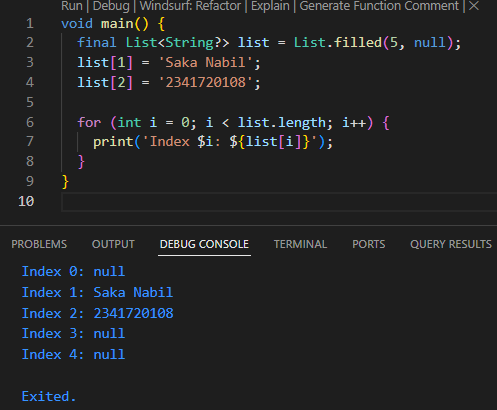 Run | Debug | Windsurf: Refactor | Explain | Generate Function Comment | ×
1 void main() {
2   final List<String?> list = List.filled(5, null);
3   list[1] = 'Saka Nabil';
4   list[2] = '2341720108';
5
6   for (int i = 0; i < list.length; i++) {
7     print('Index $i: ${list[i]}');
8   }
9 }
10
PROBLEMS OUTPUT DEBUG CONSOLE TERMINAL PORTS QUERY RESULTS
Index 0: null
Index 1: Saka Nabil
Index 2: 2341720108
Index 3: null
Index 4: null
Exited.